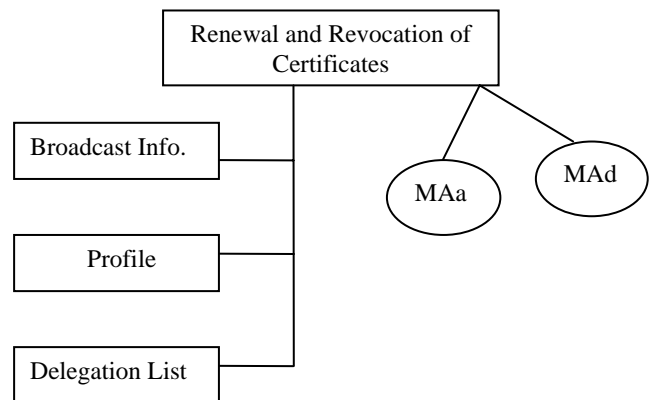 Renewal and Revocation of
Certificates
Broadcast Info.
MAa
MAd
Profile
Delegation List